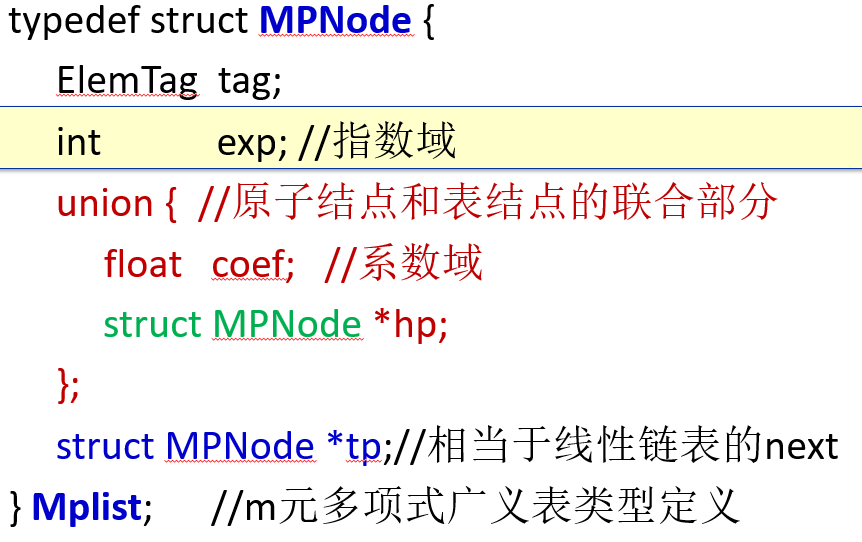 typedef struct MPNode {
ElemTag tag;
int exp; //指数域
union { //原子结点和表结点的联合部分
float coef; //系数域
struct MPNode *hp;
};
struct MPNode *tp;//相当于线性链表的next
} Mplist; //m元多项式广义表类型定义